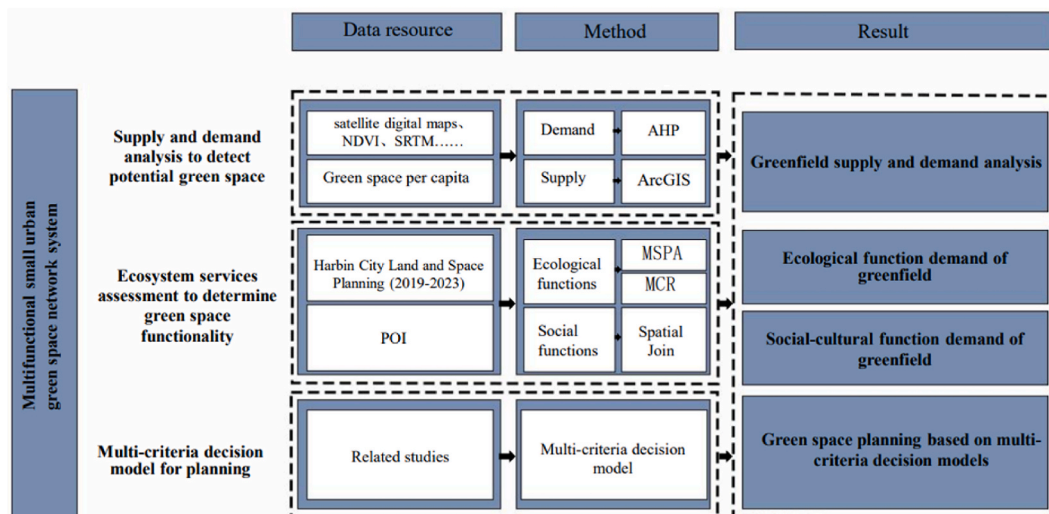 Data resource
Method
Result
Multifunctional small urban
green space network system
Supply and demand
analysis to detect
potential green space
satellite digital maps、
NDVI、SRTM……
Green space per capita
Demand
AHP
Supply
ArcGIS
Greenfield supply and demand analysis
Ecosystem services
assessment to determine
green space
functionality
Harbin City Land and Space
Planning (2019-2023)
POI
Ecological
functions
MSPA
MCR
Social
functions
Spatial
Join
Ecological function demand of
greenfield
Social-cultural function demand of
greenfield
Multi-criteria decision
model for planning
Related studies
Multi-criteria decision
model
Green space planning based on multi-
criteria decision models